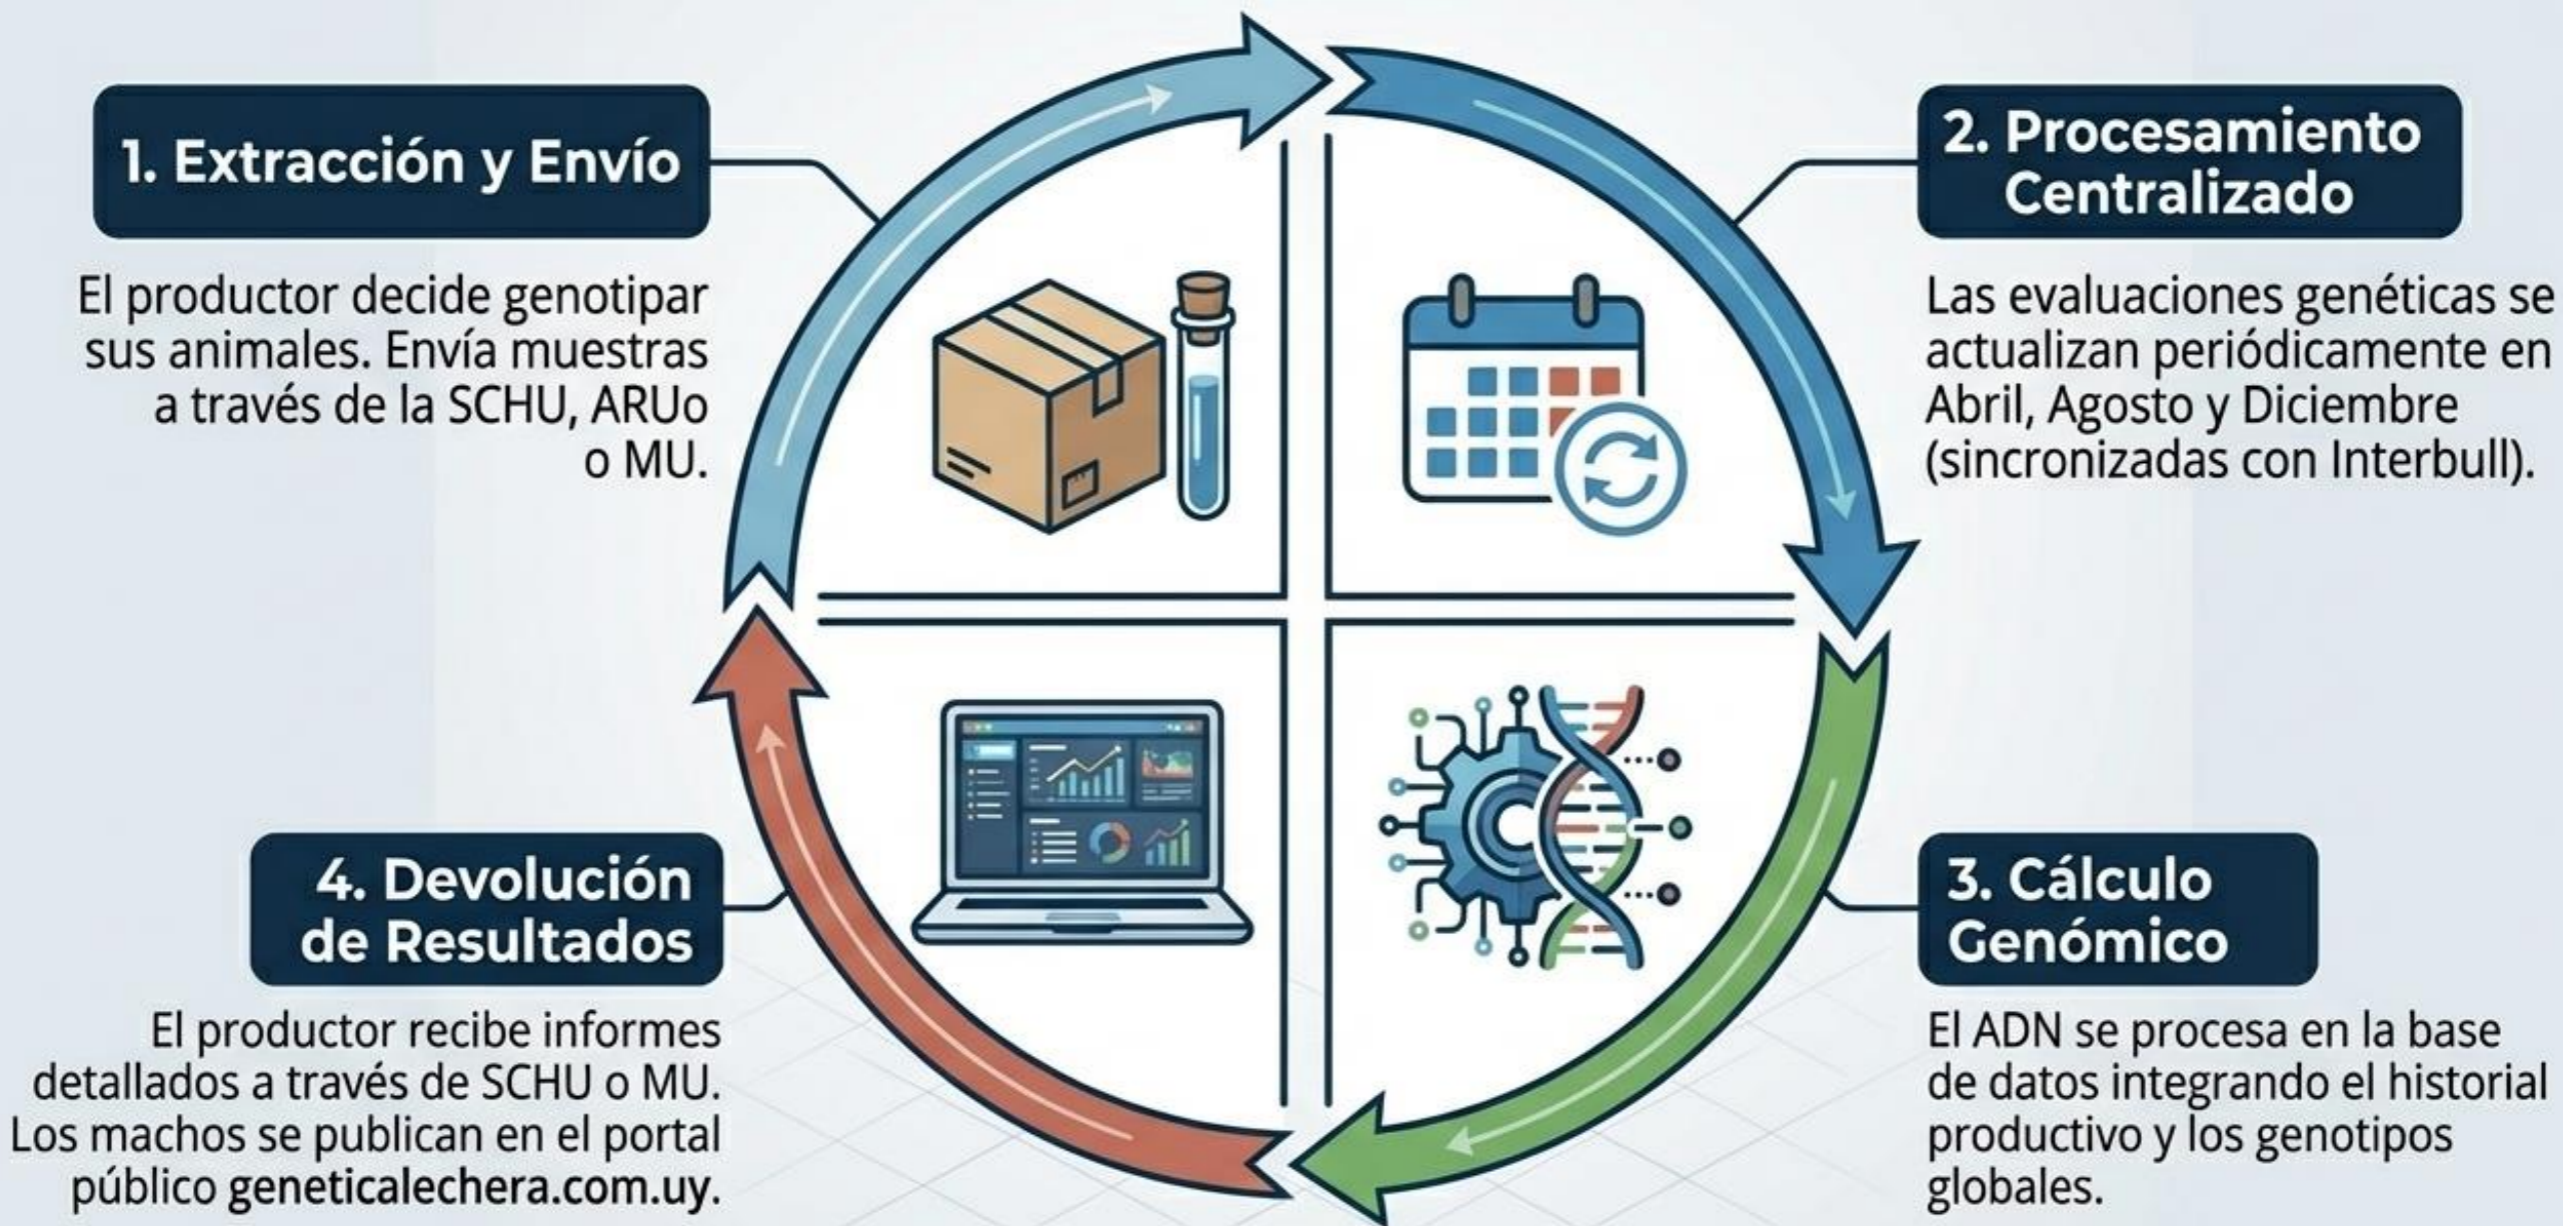 1. Extracción y Envío
El productor decide genotipar
sus animales. Envía muestras
a través de la SCHU, ARUo
o MU.
2. Procesamiento
Centralizado
Las evaluaciones genéticas se
actualizan periódicamente en
Abril, Agosto y Diciembre
(sincronizadas con Interbull).
3. Cálculo
Genómico
El ADN se procesa en la base
de datos integrando el historial
productivo y los genotipos
globales.
4. Devolución
de Resultados
El productor recibe informes
detallados a través de SCHU o MU.
Los machos se publican en el portal
público geneticalechera.com.uy.